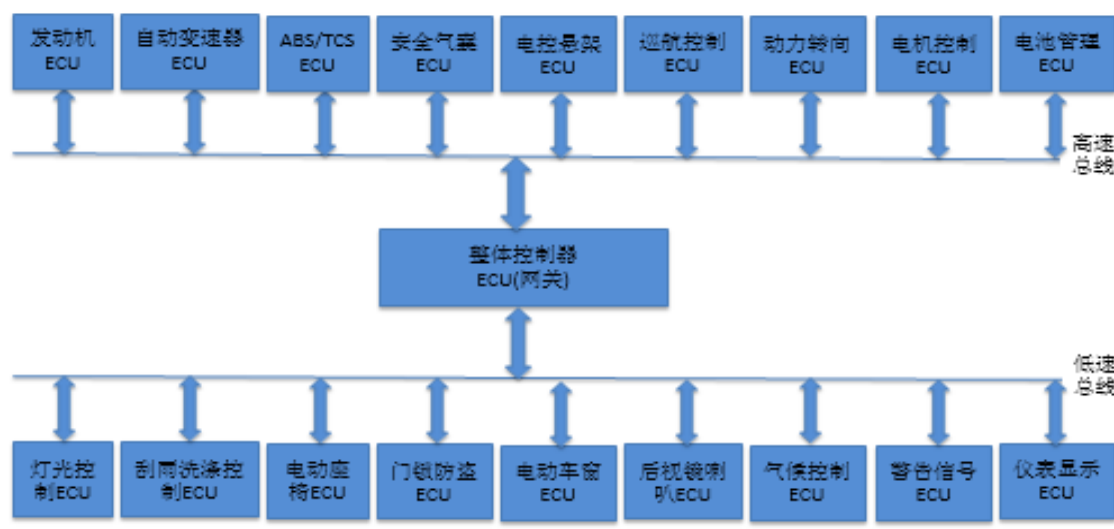 发动机
ECU
自动变速器
ECU
ABS/TCS
ECU
安全气囊
ECU
电控悬架
ECU
巡航控制
ECU
动力转向
ECU
电机控制
ECU
电池管理
ECU
高速
总线
整体控制器
ECU(网关)
低速
总线
灯光控
制ECU
刮雨洗涤控
制ECU
电动座
椅ECU
门锁防盗
ECU
电动车窗
ECU
后视镜喇
叭ECU
气候控制
ECU
警告信号
ECU
仪表显示
ECU